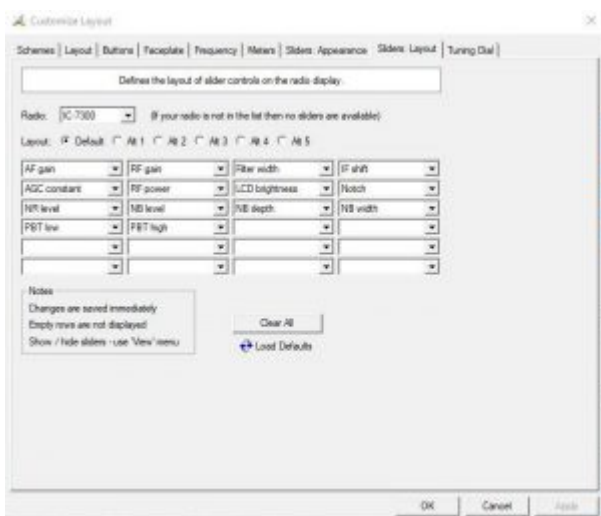 Customize Layout
Schemes Layout Buttons Faceplate Frequency Meters Sliders: Appearance Sliders: Layout Tuning Dial
Defines the layout of slider controls on the radio display.
Radio: IC-7300 (If your radio is not in the list then no sliders are available)
Layout: Default Alt 1 Alt 2 Alt 3 Alt 4 Alt 5
AF gain RF gain Filter width IF shift
AGC constant RF power LCD brightness Notch
NR level NB level NB depth NB width
PBT low PBT high
Notes
Changes are saved immediately
Empty rows are not displayed
Show / hide sliders - use 'View' menu
Clear All
Load Defaults
OK Cancel Apply